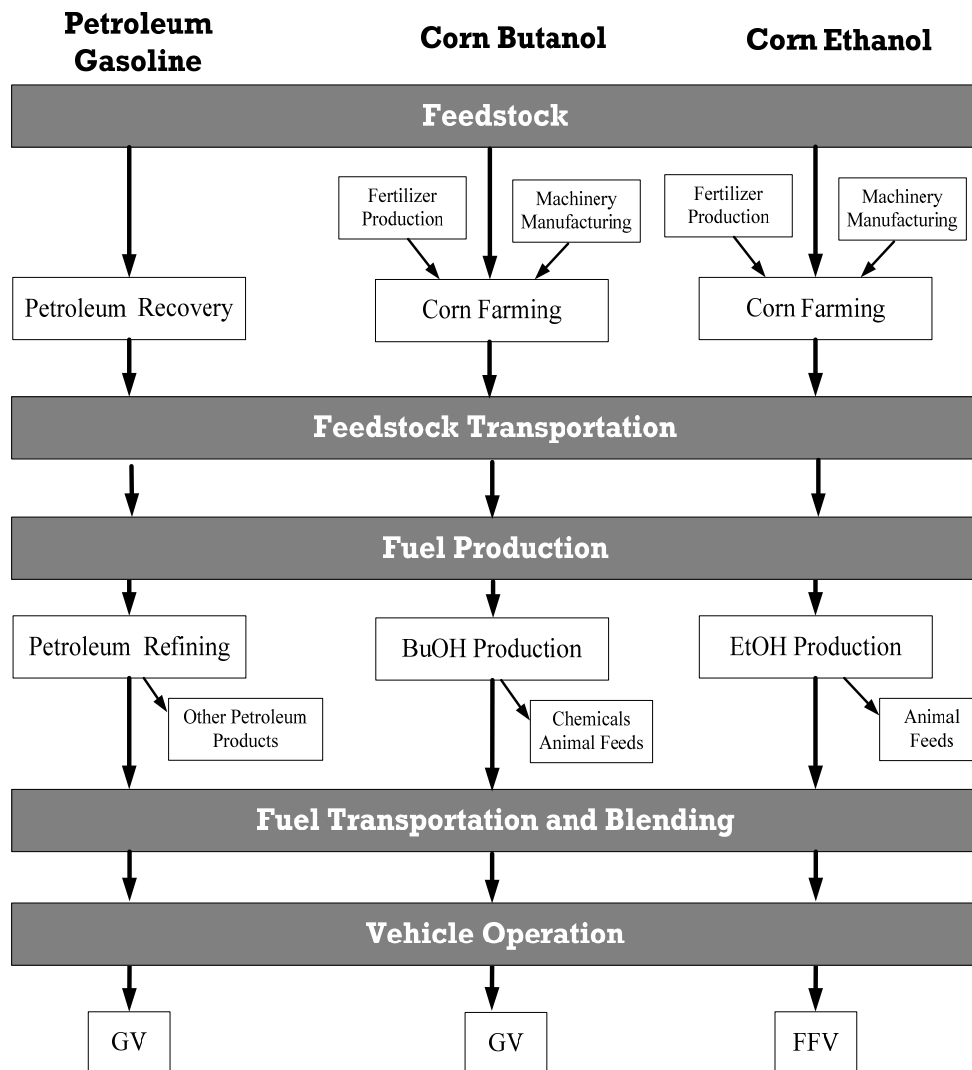 Petroleum
Gasoline
Corn Butanol
Corn Ethanol
Feedstock
Fertilizer
Production
Machinery
Manufacturing
Fertilizer
Production
Machinery
Manufacturing
Petroleum Recovery
Corn Farming
Corn Farming
Feedstock Transportation
Fuel Production
Petroleum Refining
BuOH Production
EtOH Production
Other Petroleum
Products
Chemicals
Animal Feeds
Animal
Feeds
Fuel Transportation and Blending
Vehicle Operation
GV
GV
FFV